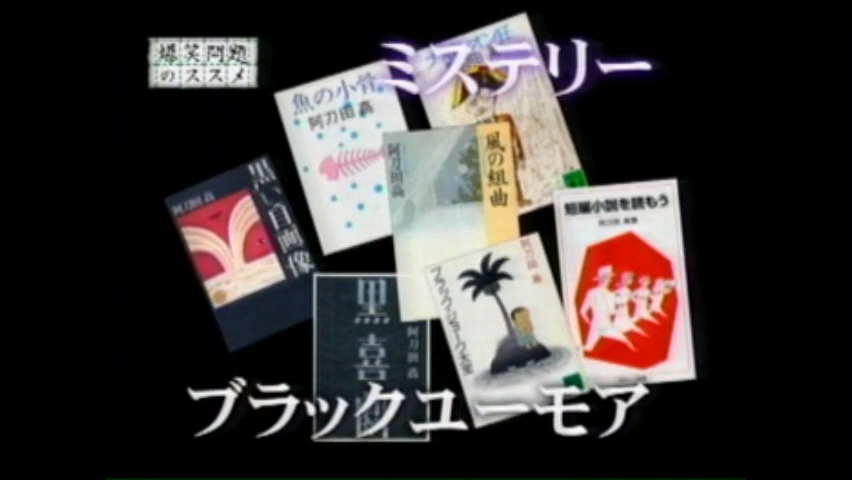 爆笑問題
のススメ
ミステリー
魚の小骨
阿刀田高
風の組曲
阿刀田高
黒い自画像
阿刀田高
短編小説を読もう
阿刀田高
ブラック・ジョーク大全
阿刀田高
黒喜劇
阿刀田高
ブラックユーモア